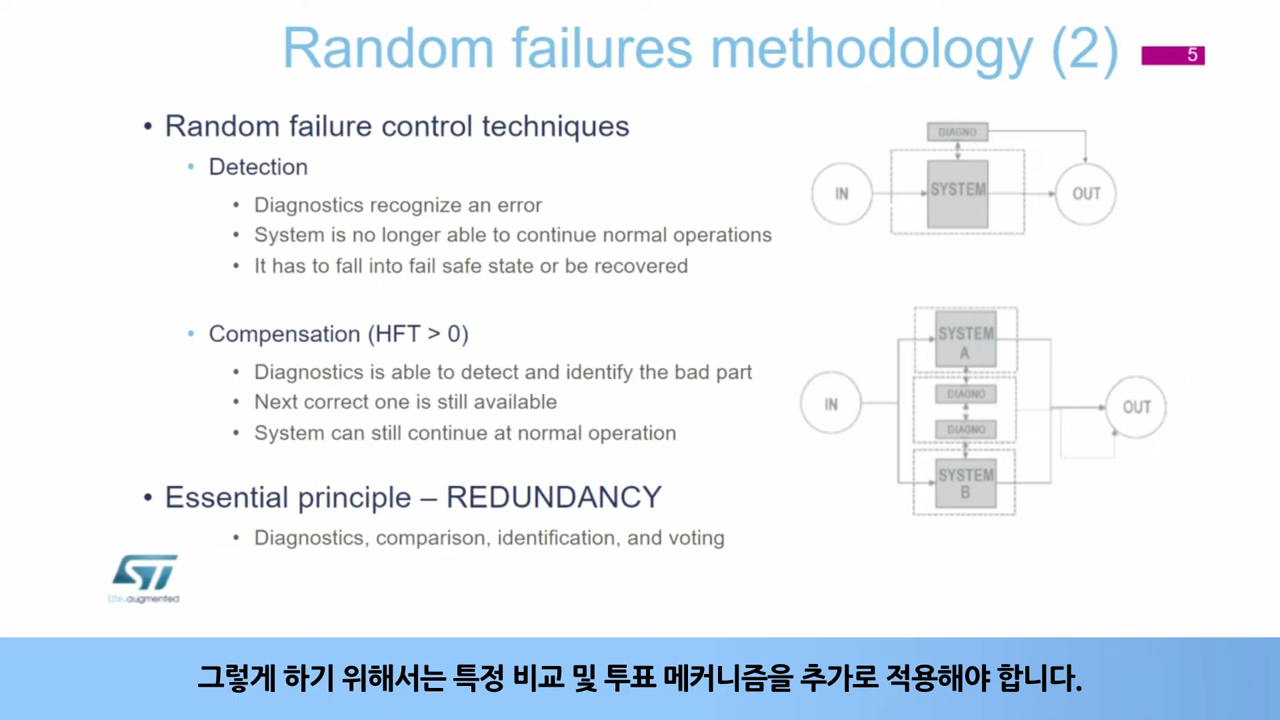 Random failures methodology (2)
5
• Random failure control techniques
• Detection
• Diagnostics recognize an error
• System is no longer able to continue normal operations
• It has to fall into fail safe state or be recovered
• Compensation (HFT > 0)
• Diagnostics is able to detect and identify the bad part
• Next correct one is still available
• System can still continue at normal operation
• Essential principle – REDUNDANCY
• Diagnostics, comparison, identification, and voting
DIAGNO
IN
SYSTEM
OUT
SYSTEM
A
DIAGNO
IN
OUT
DIAGNO
SYSTEM
B
ST
life.augmented
그렇게 하기 위해서는 특정 비교 및 투표 메커니즘을 추가로 적용해야 합니다.